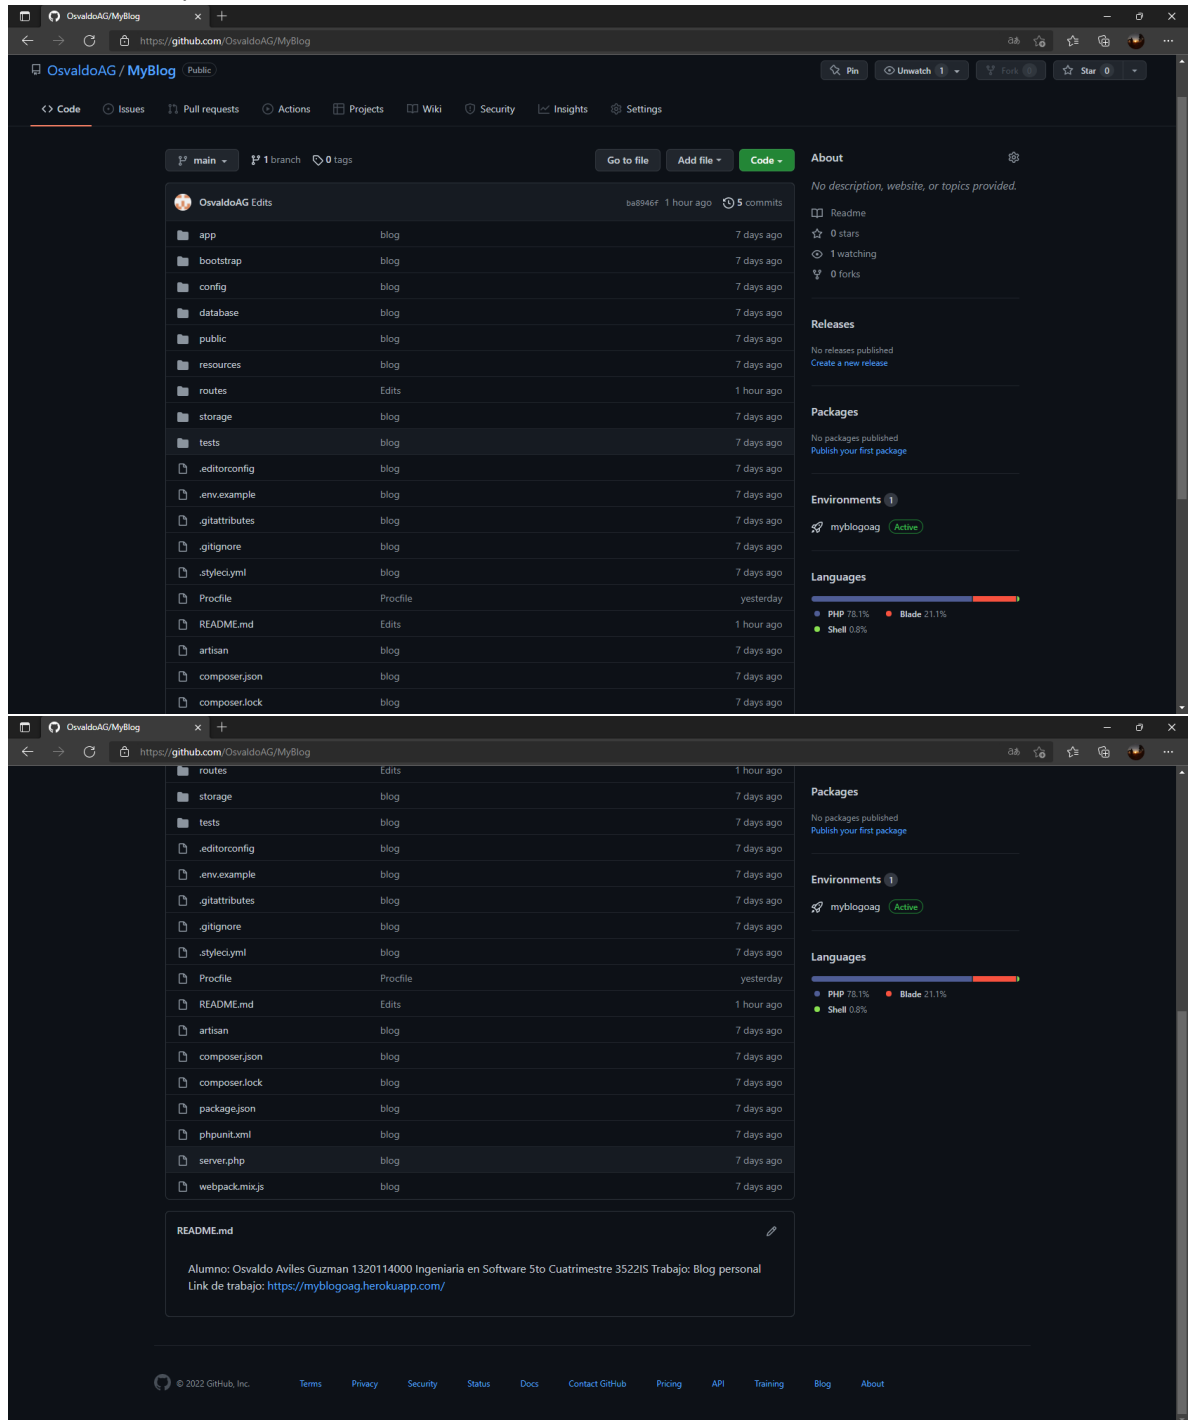 OsvaldoAG/MyBlog
https://github.com/OsvaldoAG/MyBlog
OsvaldoAG / MyBlog Public
Pin Unwatch 1 Fork 0 Star 0
Code Issues Pull requests Actions Projects Wiki Security Insights Settings
main 1 branch 0 tags Go to file Add file Code
OsvaldoAG Edits ba8946f 1 hour ago 5 commits
app blog 7 days ago
bootstrap blog 7 days ago
config blog 7 days ago
database blog 7 days ago
public blog 7 days ago
resources blog 7 days ago
routes Edits 1 hour ago
storage blog 7 days ago
tests blog 7 days ago
.editorconfig blog 7 days ago
.env.example blog 7 days ago
.gitattributes blog 7 days ago
.gitignore blog 7 days ago
.styleci.yml blog 7 days ago
Procfile Procfile yesterday
README.md Edits 1 hour ago
artisan blog 7 days ago
composer.json blog 7 days ago
composer.lock blog 7 days ago
About
No description, website, or topics provided.
Readme
0 stars
1 watching
0 forks
Releases
No releases published
Create a new release
Packages
No packages published
Publish your first package
Environments 1
myblogoag Active
Languages
PHP 78.1% Blade 21.1%
Shell 0.8%
OsvaldoAG/MyBlog
https://github.com/OsvaldoAG/MyBlog
routes Edits 1 hour ago
storage blog 7 days ago
tests blog 7 days ago
.editorconfig blog 7 days ago
.env.example blog 7 days ago
.gitattributes blog 7 days ago
.gitignore blog 7 days ago
.styleci.yml blog 7 days ago
Procfile Procfile yesterday
README.md Edits 1 hour ago
artisan blog 7 days ago
composer.json blog 7 days ago
composer.lock blog 7 days ago
package.json blog 7 days ago
phpunit.xml blog 7 days ago
server.php blog 7 days ago
webpack.mix.js blog 7 days ago
Packages
No packages published
Publish your first package
Environments 1
myblogoag Active
Languages
PHP 78.1% Blade 21.1%
Shell 0.8%
README.md
Alumno: Osvaldo Aviles Guzman 1320114000 Ingeniaria en Software 5to Cuatrimestre 3522IS Trabajo: Blog personal
Link de trabajo: https://myblogoag.herokuapp.com/
© 2022 GitHub, Inc. Terms Privacy Security Status Docs Contact GitHub Pricing API Training Blog About